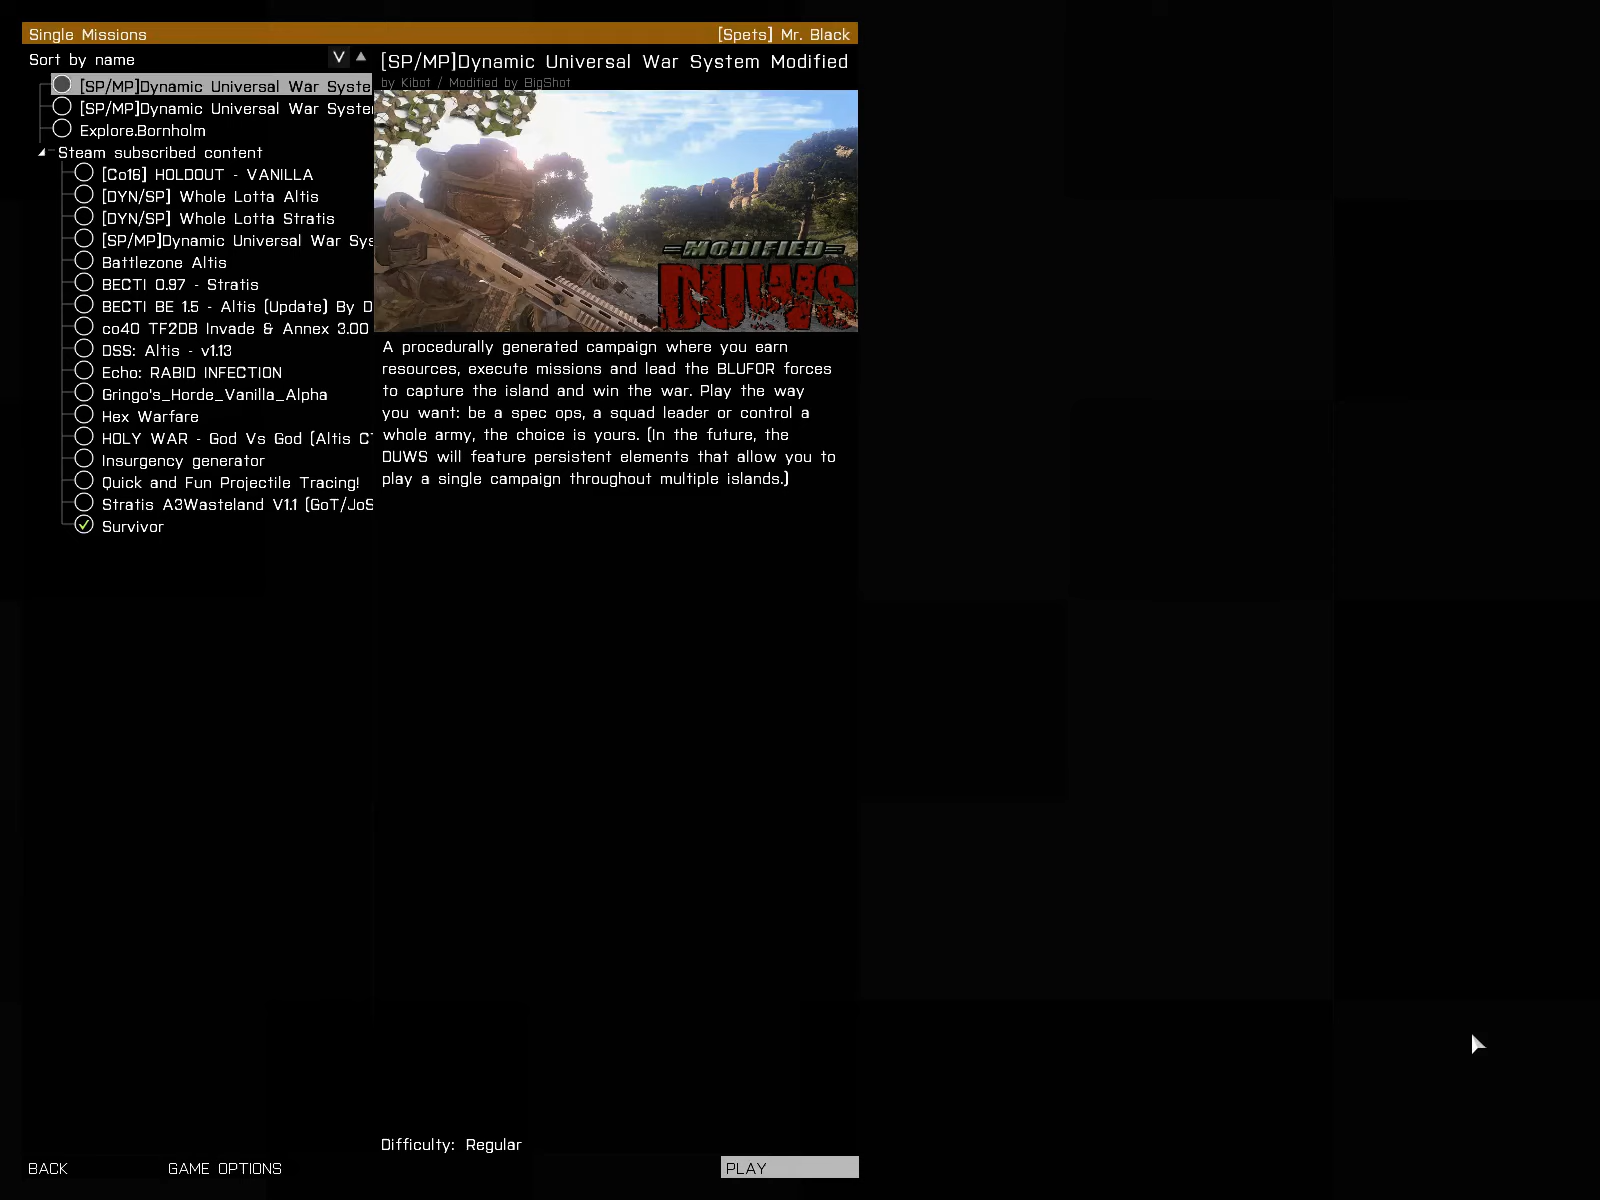 Single Missions
[Spets] Mr. Black
Sort by name
[SP/MP]Dynamic Universal War Syste
[SP/MP]Dynamic Universal War System
Explore.Bornholm
Steam subscribed content
[Co16] HOLDOUT - VANILLA
[DYN/SP] Whole Lotta Altis
[DYN/SP] Whole Lotta Stratis
[SP/MP]Dynamic Universal War Sys
Battlezone Altis
BECTI 0.97 - Stratis
BECTI BE 1.5 - Altis (Update) By D
co40 TF2DB Invade & Annex 3.00
DSS: Altis - v1.13
Echo: RABID INFECTION
Gringo's_Horde_Vanilla_Alpha
Hex Warfare
HOLY WAR - God Vs God (Altis CT
Insurgency generator
Quick and Fun Projectile Tracing!
Stratis A3Wasteland V1.1 (GoT/JoS
Survivor
[SP/MP]Dynamic Universal War System Modified
by Kibot / Modified by BigShot
MODIFIED
DUWS
A procedurally generated campaign where you earn
resources, execute missions and lead the BLUFOR forces
to capture the island and win the war. Play the way
you want: be a spec ops, a squad leader or control a
whole army, the choice is yours. (In the future, the
DUWS will feature persistent elements that allow you to
play a single campaign throughout multiple islands.)
Difficulty: Regular
BACK
GAME OPTIONS
PLAY